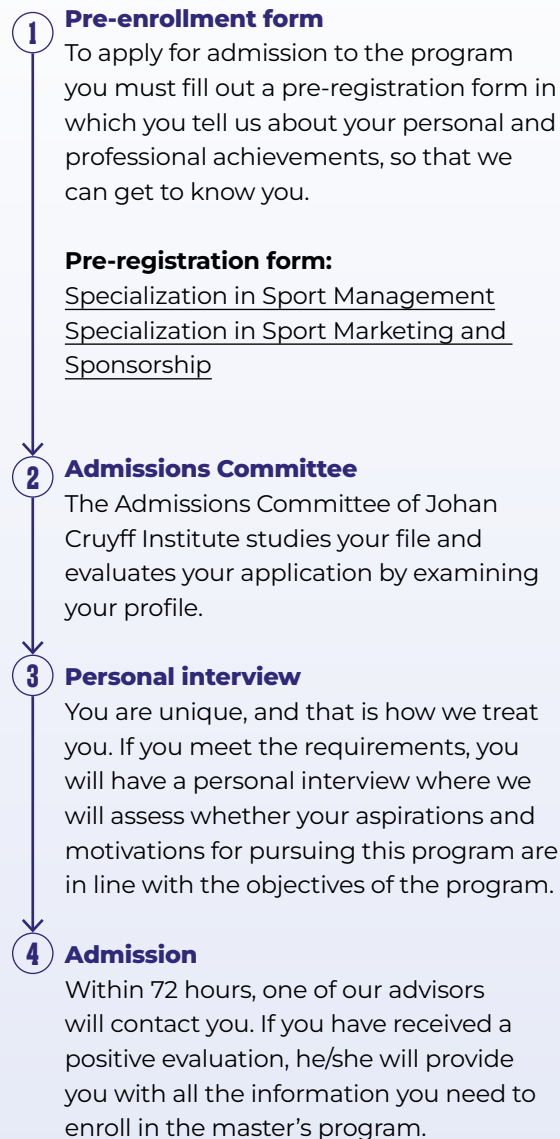 1
Pre-enrollment form
To apply for admission to the program
you must fill out a pre-registration form in
which you tell us about your personal and
professional achievements, so that we
can get to know you.
Pre-registration form:
Specialization in Sport Management
Specialization in Sport Marketing and
Sponsorship
2
Admissions Committee
The Admissions Committee of Johan
Cruyff Institute studies your file and
evaluates your application by examining
your profile.
3
Personal interview
You are unique, and that is how we treat
you. If you meet the requirements, you
will have a personal interview where we
will assess whether your aspirations and
motivations for pursuing this program are
in line with the objectives of the program.
4
Admission
Within 72 hours, one of our advisors
will contact you. If you have received a
positive evaluation, he/she will provide
you with all the information you need to
enroll in the master's program.